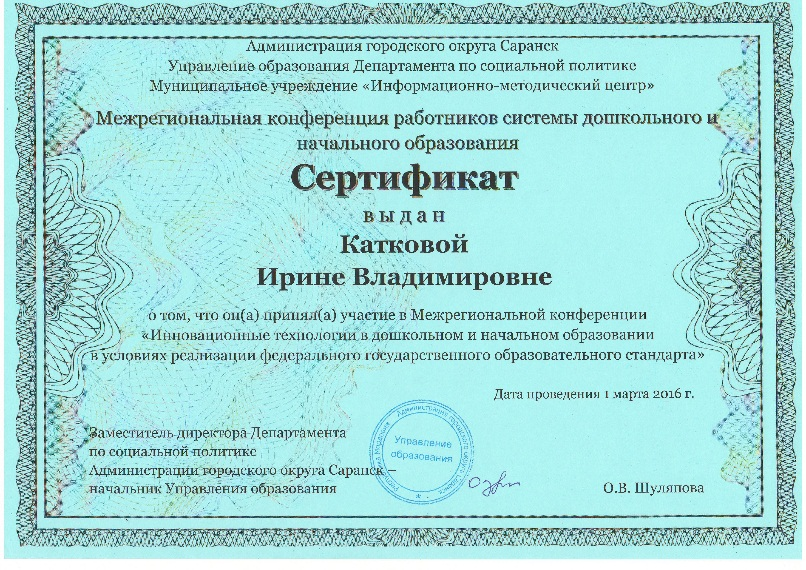 Администрация городского округа Саранск
Управление образования Департамента по социальной политике
Муниципальное учреждение «Информационно-методический центр»
Межрегиональная конференция работников системы дошкольного и
начального образования
Сертификат
выдан
Катковой
Ирине Владимировне
о том, что он(а) принял(а) участие в Межрегиональной конференции
«Инновационные технологии в дошкольном и начальном образовании
в условиях реализации федерального государственного образовательного стандарта»
Дата проведения 1 марта 2016 г.
Заместитель директора Департамента
по социальной политике
Администрации городского округа Саранск –
начальник Управления образования
Управление
образования
О.В. Шуляпова